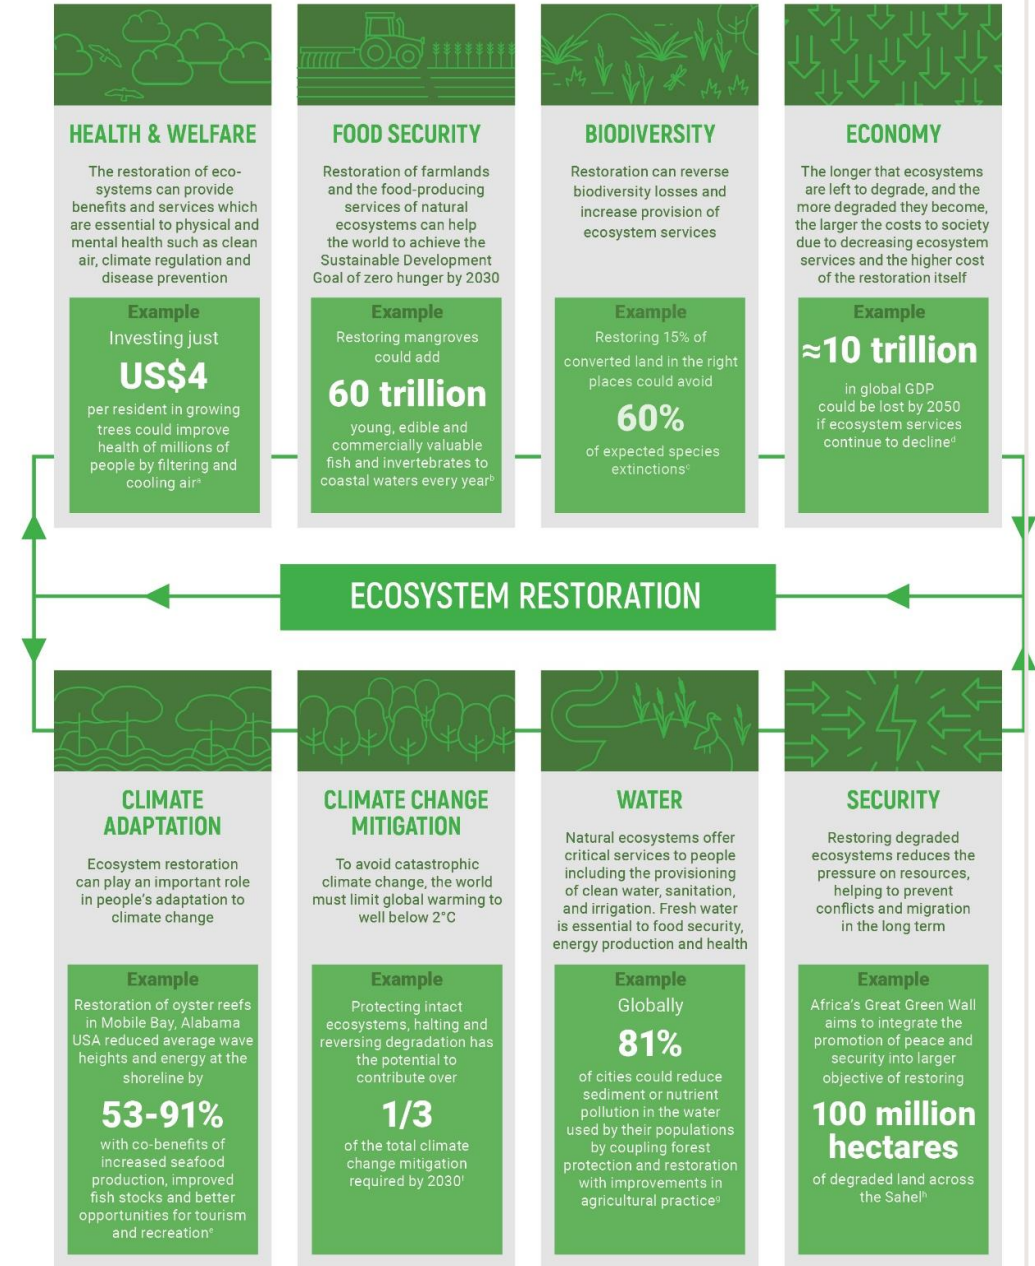 HEALTH & WELFARE
The restoration of eco-
systems can provide
benefits and services which
are essential to physical and
mental health such as clean
air, climate regulation and
disease prevention
Example
Investing just
US$4
per resident in growing
trees could improve
health of millions of
people by filtering and
cooling airᵃ
FOOD SECURITY
Restoration of farmlands
and the food-producing
services of natural
ecosystems can help
the world to achieve the
Sustainable Development
Goal of zero hunger by 2030
Example
Restoring mangroves
could add
60 trillion
young, edible and
commercially valuable
fish and invertebrates to
coastal waters every yearᵇ
BIODIVERSITY
Restoration can reverse
biodiversity losses and
increase provision of
ecosystem services
Example
Restoring 15% of
converted land in the right
places could avoid
60%
of expected species
extinctionsᶜ
ECONOMY
The longer that ecosystems
are left to degrade, and the
more degraded they become,
the larger the costs to society
due to decreasing ecosystem
services and the higher cost
of the restoration itself
Example
≈10 trillion
in global GDP
could be lost by 2050
if ecosystem services
continue to declineᵈ
ECOSYSTEM RESTORATION
CLIMATE
ADAPTATION
Ecosystem restoration
can play an important role
in people's adaptation to
climate change
Example
Restoration of oyster reefs
in Mobile Bay, Alabama
USA reduced average wave
heights and energy at the
shoreline by
53-91%
with co-benefits of
increased seafood
production, improved
fish stocks and better
opportunities for tourism
and recreationᵉ
CLIMATE CHANGE
MITIGATION
To avoid catastrophic
climate change, the world
must limit global warming to
well below 2°C
Example
Protecting intact
ecosystems, halting and
reversing degradation has
the potential to
contribute over
1/3
of the total climate
change mitigation
required by 2030ᶠ
WATER
Natural ecosystems offer
critical services to people
including the provisioning
of clean water, sanitation,
and irrigation. Fresh water
is essential to food security,
energy production and health
Example
Globally
81%
of cities could reduce
sediment or nutrient
pollution in the water
used by their populations
by coupling forest
protection and restoration
with improvements in
agricultural practiceᵍ
SECURITY
Restoring degraded
ecosystems reduces the
pressure on resources,
helping to prevent
conflicts and migration
in the long term
Example
Africa's Great Green Wall
aims to integrate the
promotion of peace and
security into larger
objective of restoring
100 million
hectares
of degraded land across
the Sahelʰ